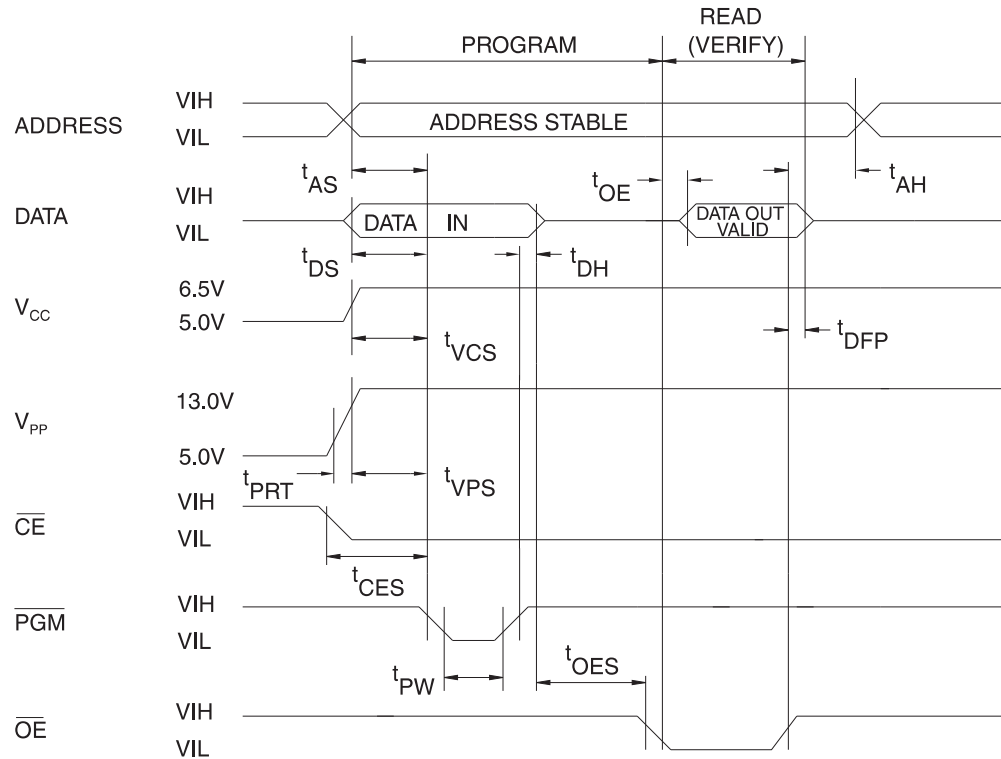 READ
PROGRAM (VERIFY)
ADDRESS VIH
VIL
ADDRESS STABLE
tAS
tOE
tAH
DATA VIH
VIL
DATA IN
DATA OUT
VALID
tDS
tDH
VCC 6.5V
5.0V
tVCS
tDFP
VPP 13.0V
5.0V
tPRT
tVPS
CE VIH
VIL
tCES
PGM VIH
VIL
tPW
tOES
OE VIH
VIL